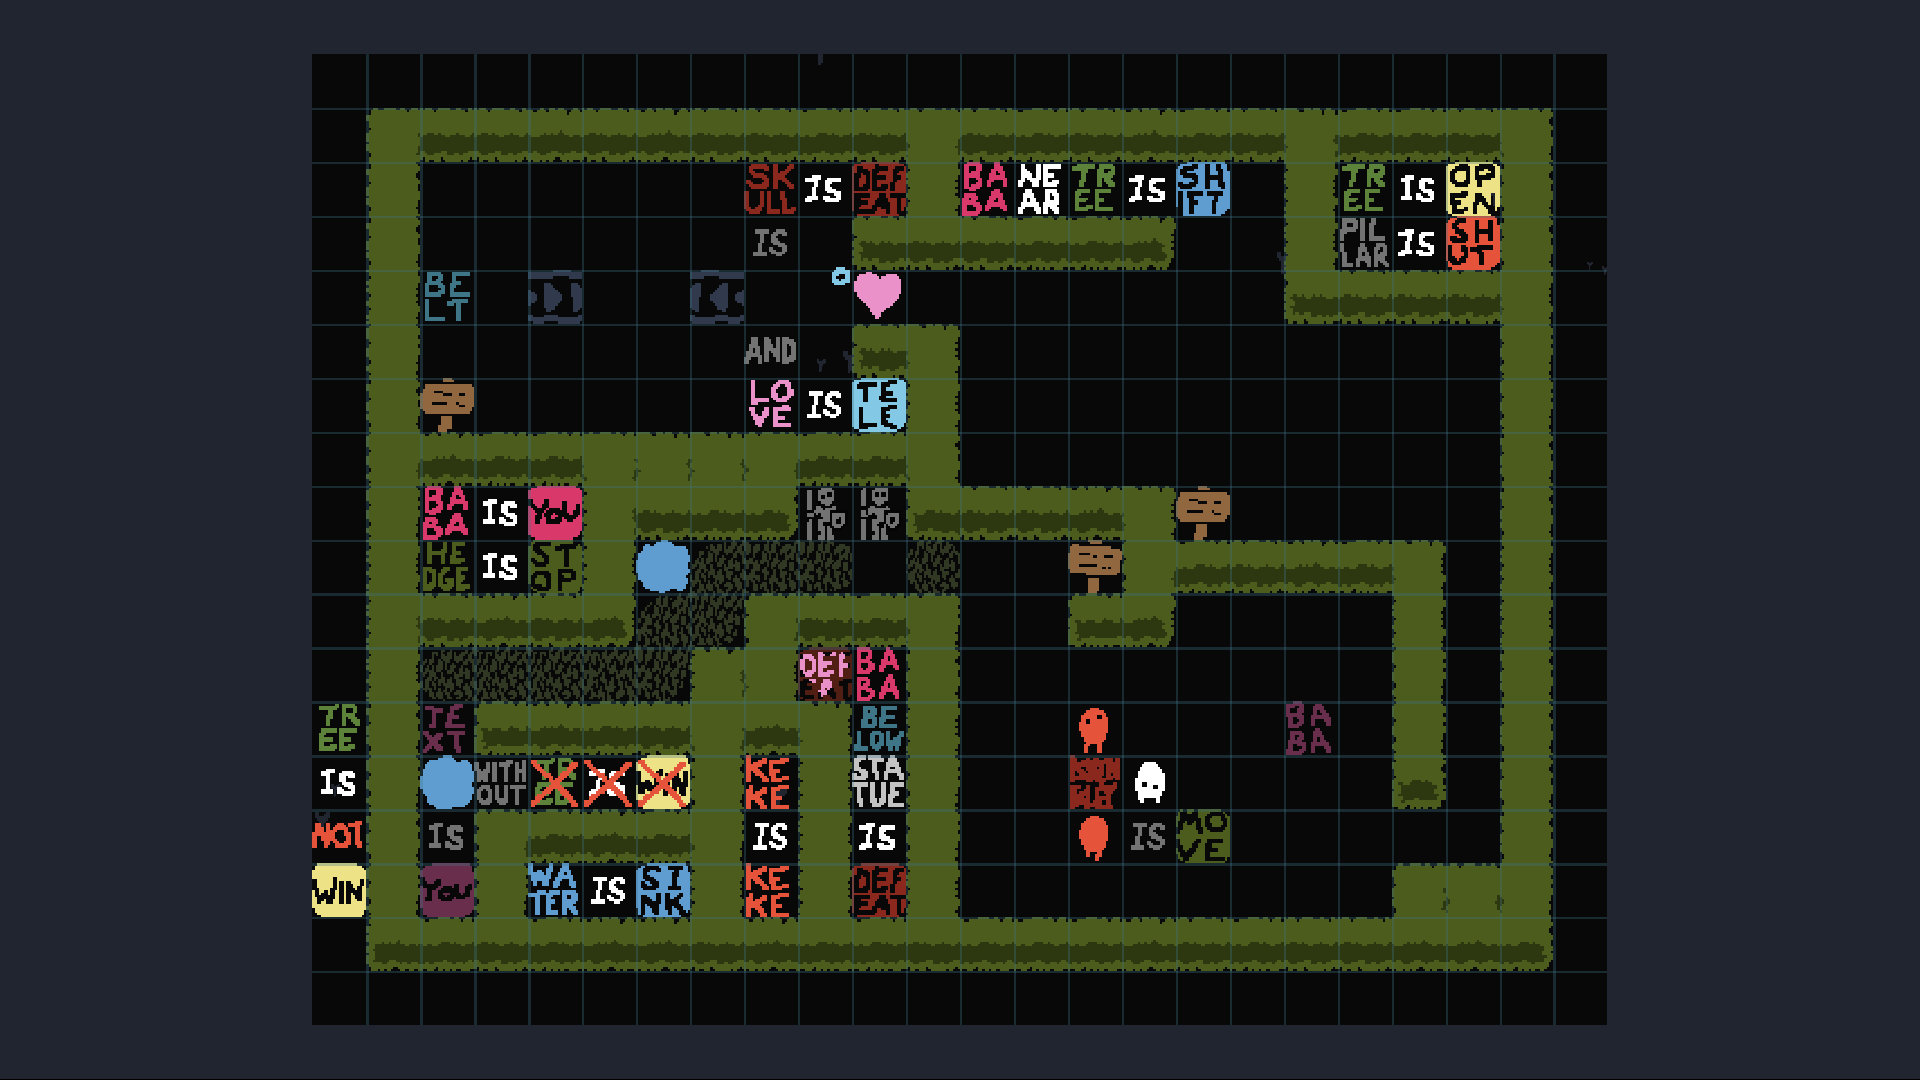 SKULL IS DEFEAT BABA NEAR TREE IS SHIFT TREE IS OPEN
IS PILLAR IS SHUT
BELT
AND
LOVE IS TELE
BABA IS YOU
HEDGE IS STOP
BABA
TREE TEXT BELOW BABA
IS WITHOUT TREE IS WIN KEKE STATUE
NOT IS IS IS IS MOVE
WIN YOU WATER IS SINK KEKE DEFEAT